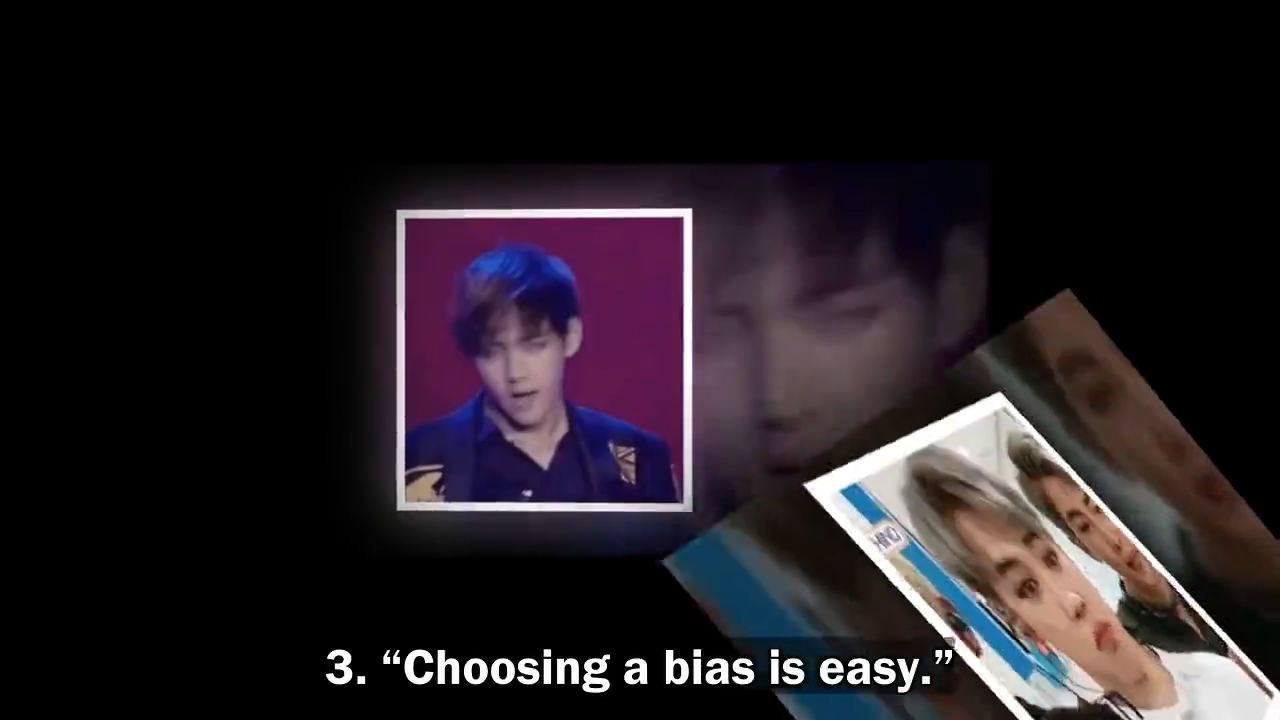 3. “Choosing a bias is easy.”